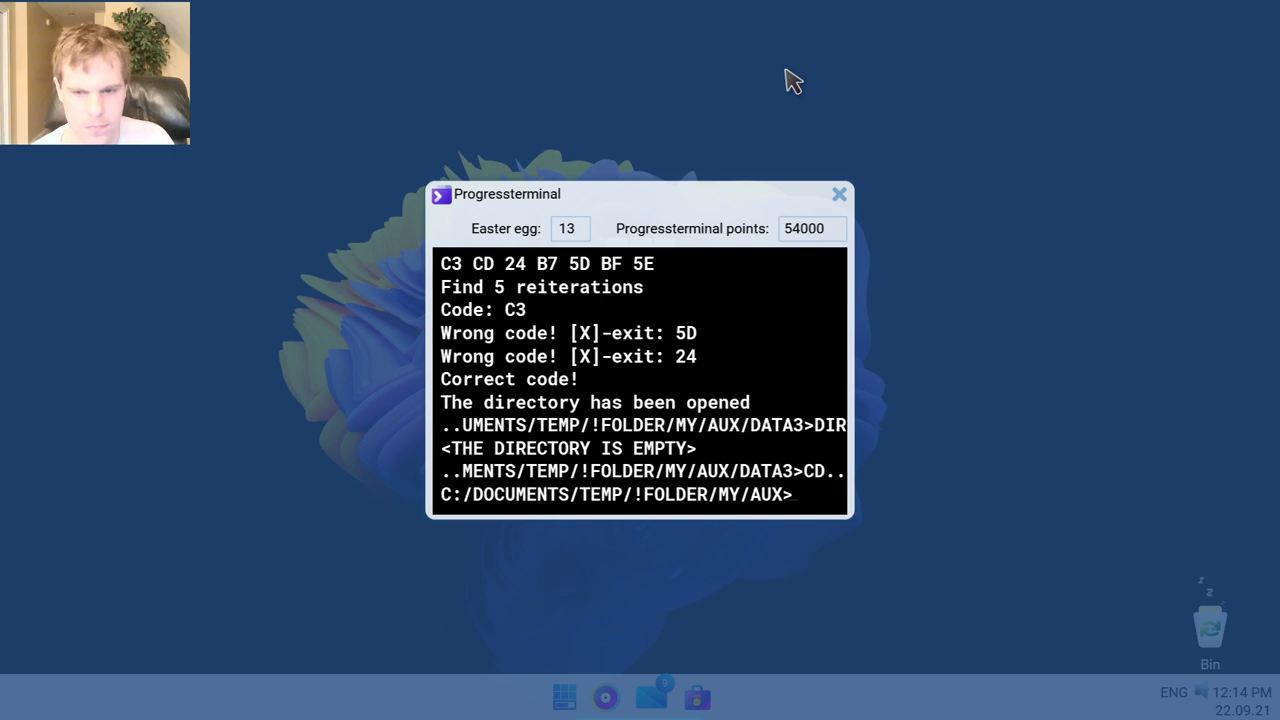 Progressterminal
Easter egg: 13 Progressterminal points: 54000
C3 CD 24 B7 5D BF 5E
Find 5 reiterations
Code: C3
Wrong code! [X]-exit: 5D
Wrong code! [X]-exit: 24
Correct code!
The directory has been opened
..UMENTS/TEMP/!FOLDER/MY/AUX/DATA3>DIR
<THE DIRECTORY IS EMPTY>
..MENTS/TEMP/!FOLDER/MY/AUX/DATA3>CD..
C:/DOCUMENTS/TEMP/!FOLDER/MY/AUX>
z
z
Bin
9
ENG 12:14 PM
22.09.21